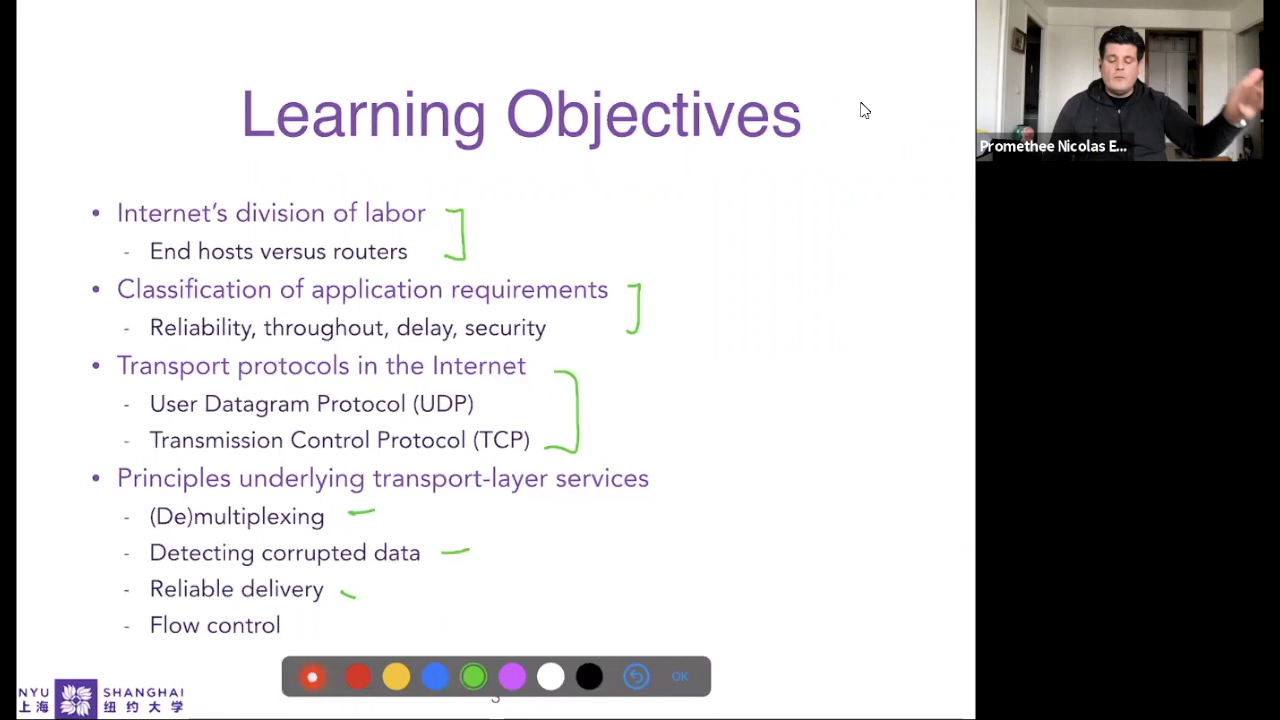 Learning Objectives
Promethee Nicolas E...
• Internet's division of labor
- End hosts versus routers
• Classification of application requirements
- Reliability, throughout, delay, security
• Transport protocols in the Internet
- User Datagram Protocol (UDP)
- Transmission Control Protocol (TCP)
• Principles underlying transport-layer services
- (De)multiplexing
- Detecting corrupted data
- Reliable delivery
- Flow control
OK
3
NYU SHANGHAI
上海 纽约大学